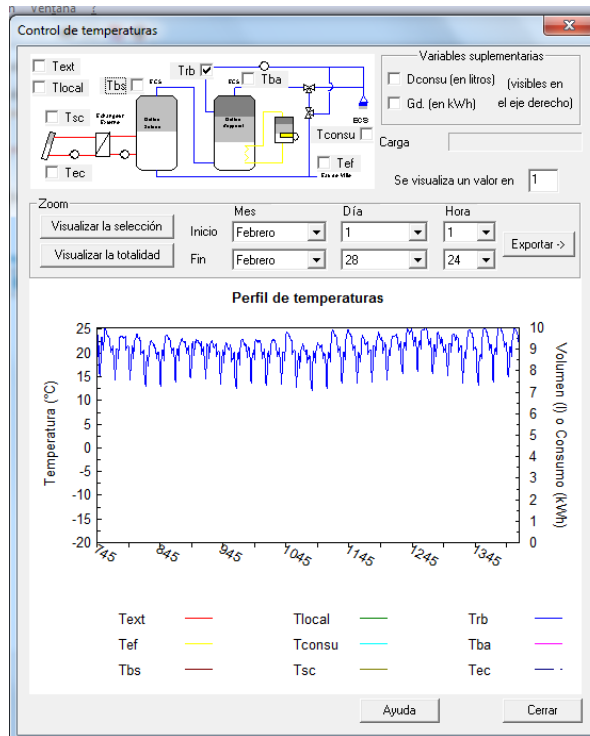 Ventana ?
Control de temperaturas
Text
Tlocal
Tbs
ECS
Trb
ECS
Tba
Tsc
Tec
Tconsu
ECS
Tef
Variables suplementarias
Dconsu (en litros)
(visibles en
Gd. (en kWh)
el eje derecho)
Carga
Se visualiza un valor en
1
Zoom
Mes
Día
Hora
Visualizar la selección
Inicio
Febrero
1
1
Exportar ->
Visualizar la totalidad
Fin
Febrero
28
24
Perfil de temperaturas
25
20
15
10
5
0
-5
-10
-15
-20
Temperatura (°C)
10
9
8
7
6
5
4
3
2
1
0
Volumen (l) o Consumo (kWh)
745
845
945
1045
1145
1245
1345
Text
Tlocal
Trb
Tef
Tconsu
Tba
Tbs
Tsc
Tec
Ayuda
Cerrar